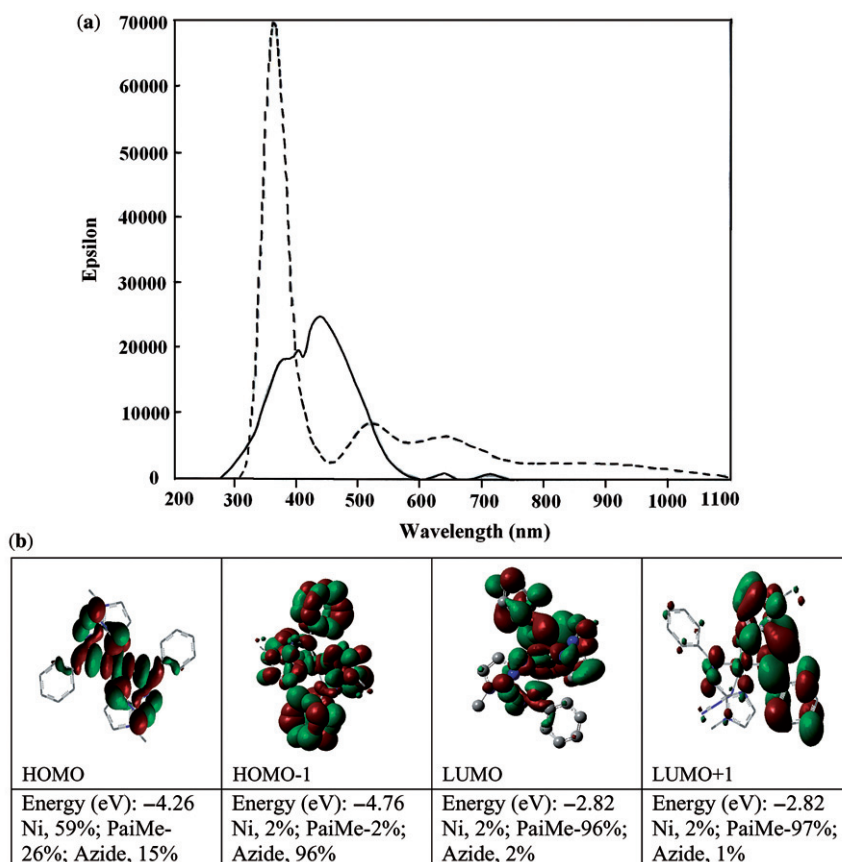 (a)
70000
60000
50000
40000
30000
20000
10000
0
Epsilon
200 300 400 500 600 700 800 900 1000 1100
Wavelength (nm)
(b)
HOMO HOMO-1 LUMO LUMO+1
Energy (eV): –4.26 Energy (eV): –4.76 Energy (eV): –2.82 Energy (eV): –2.82
Ni, 59%; PaiMe- Ni, 2%; PaiMe-2%; Ni, 2%; PaiMe-96%; Ni, 2%; PaiMe-97%;
26%; Azide, 15% Azide, 96% Azide, 2% Azide, 1%